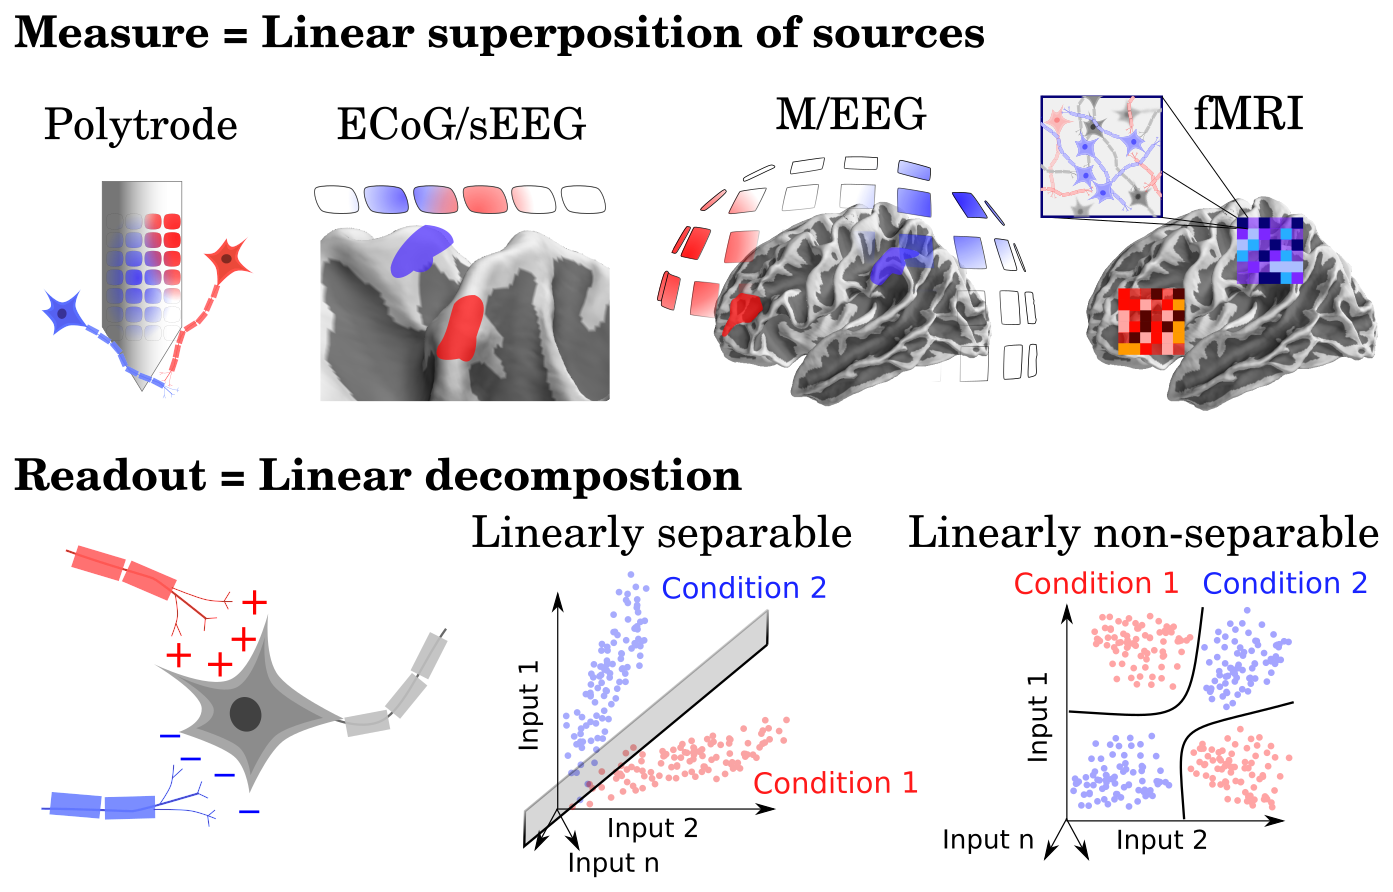 Measure = Linear superposition of sources
Polytrode
ECoG/sEEG
M/EEG
fMRI
Readout = Linear decompostion
Linearly separable
Linearly non-separable
Condition 2
Condition 1
Input 1
Input 2
Input n
Condition 1
Condition 2
Input 1
Input n
Input 2